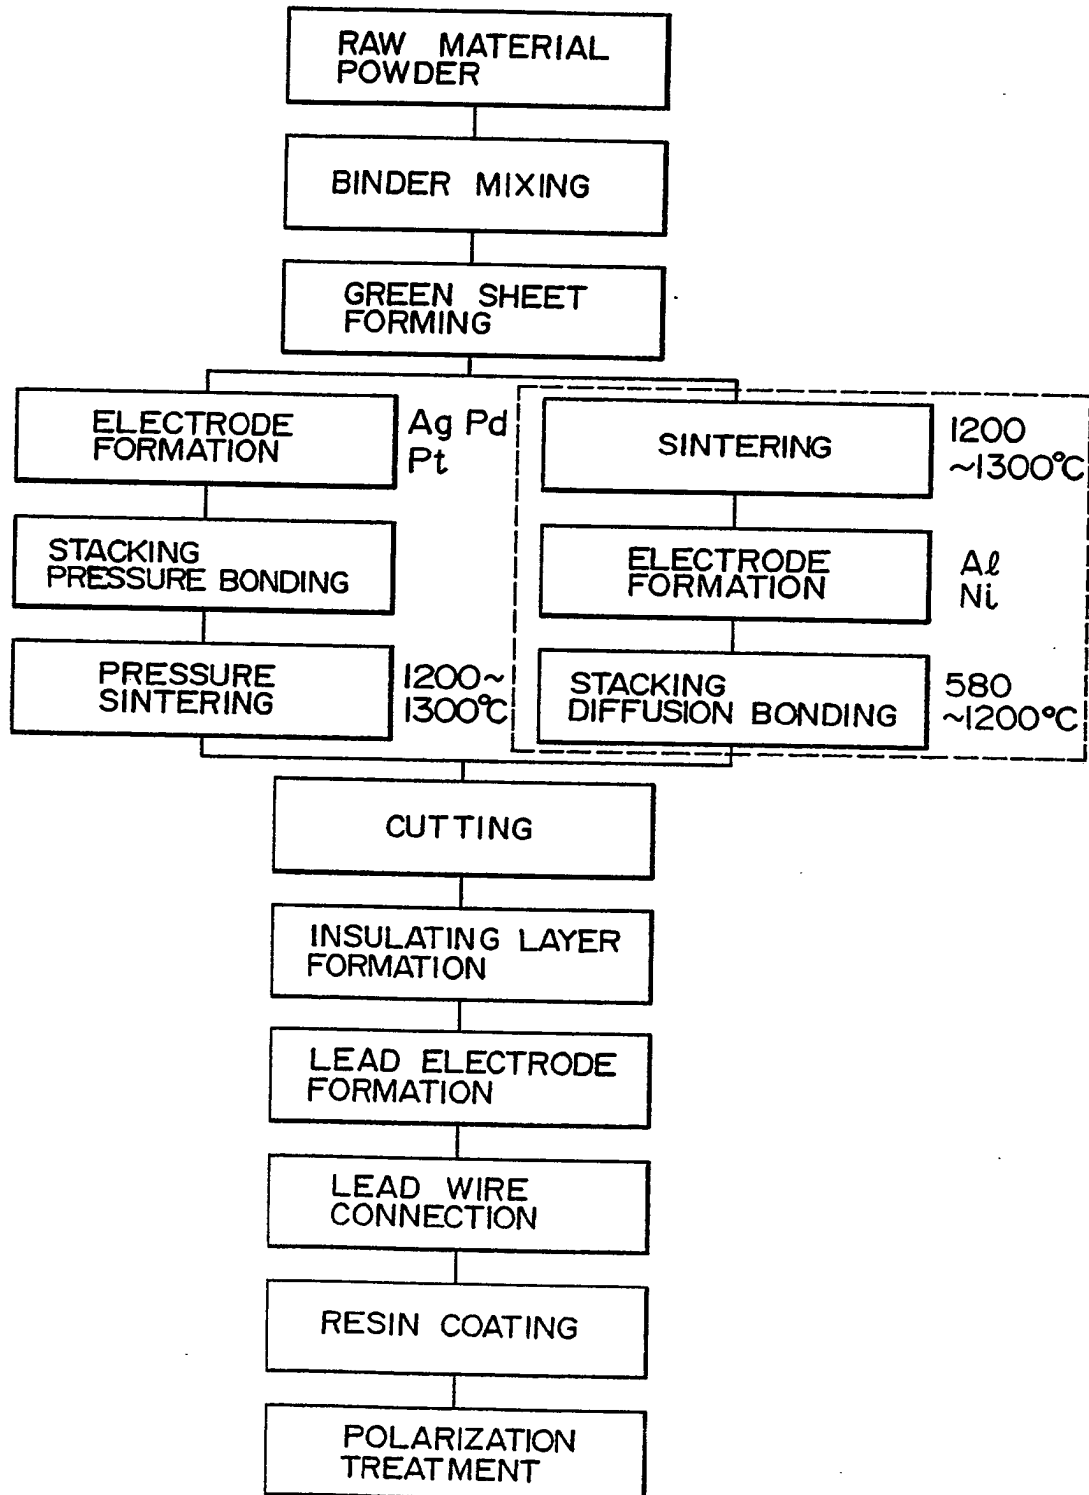 RAW MATERIAL
POWDER
BINDER MIXING
GREEN SHEET
FORMING
ELECTRODE
FORMATION
Ag Pd
Pt
STACKING
PRESSURE BONDING
PRESSURE
SINTERING
1200~
1300°C
SINTERING
1200
~1300°C
ELECTRODE
FORMATION
Aℓ
Ni
STACKING
DIFFUSION BONDING
580
~1200°C
CUTTING
INSULATING LAYER
FORMATION
LEAD ELECTRODE
FORMATION
LEAD WIRE
CONNECTION
RESIN COATING
POLARIZATION
TREATMENT